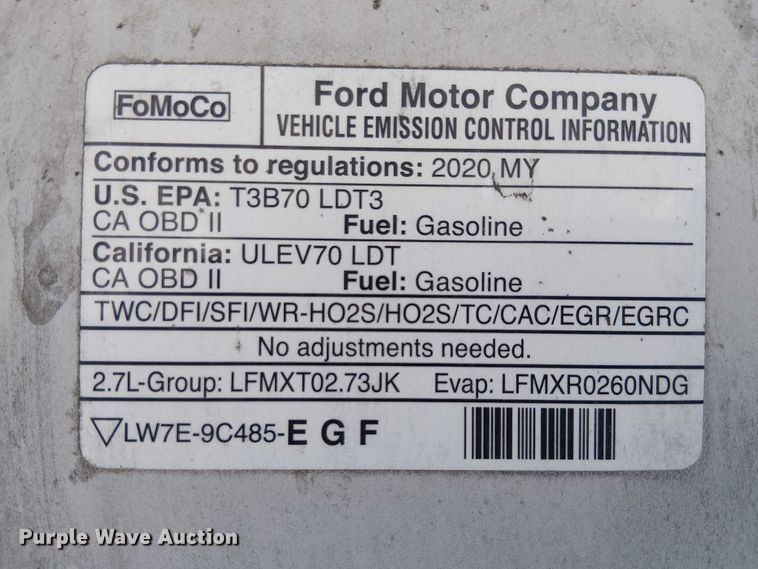 FoMoCo
Ford Motor Company
VEHICLE EMISSION CONTROL INFORMATION
Conforms to regulations: 2020 MY
U.S. EPA: T3B70 LDT3
CA OBD II Fuel: Gasoline
California: ULEV70 LDT
CA OBD II Fuel: Gasoline
TWC/DFI/SFI/WR-HO2S/HO2S/TC/CAC/EGR/EGRC
No adjustments needed.
2.7L-Group: LFMXT02.73JK Evap: LFMXR0260NDG
▽LW7E-9C485-E G F
Purple Wave Auction